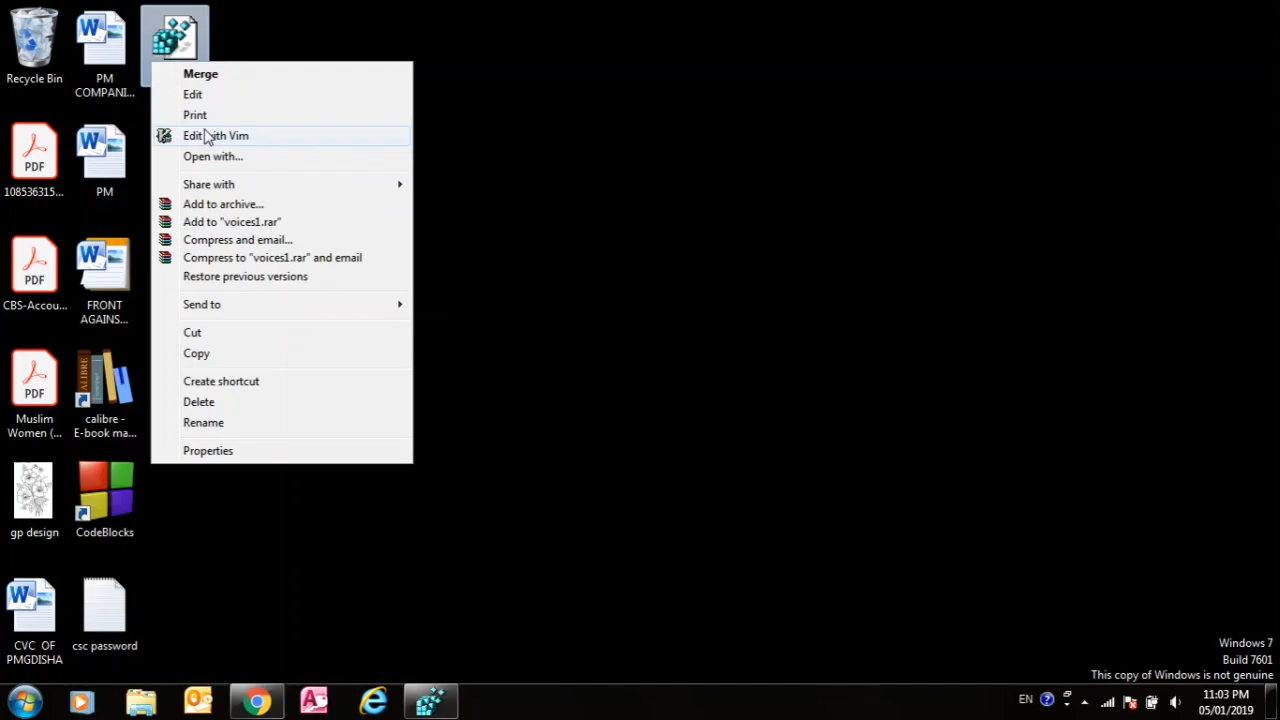 Recycle Bin
PM
COMPANI...
PDF
108536315...
PM
PDF
CBS-Accou...
FRONT
AGAINS...
PDF
Muslim
Women (...
CALIBRE
calibre -
E-book ma...
gp design
CodeBlocks
CVC OF
PMGDISHA
csc password
Merge
Edit
Print
Edit with Vim
Open with...
Share with
Add to archive...
Add to "voices1.rar"
Compress and email...
Compress to "voices1.rar" and email
Restore previous versions
Send to
Cut
Copy
Create shortcut
Delete
Rename
Properties
Windows 7
Build 7601
This copy of Windows is not genuine
EN
11:03 PM
05/01/2019